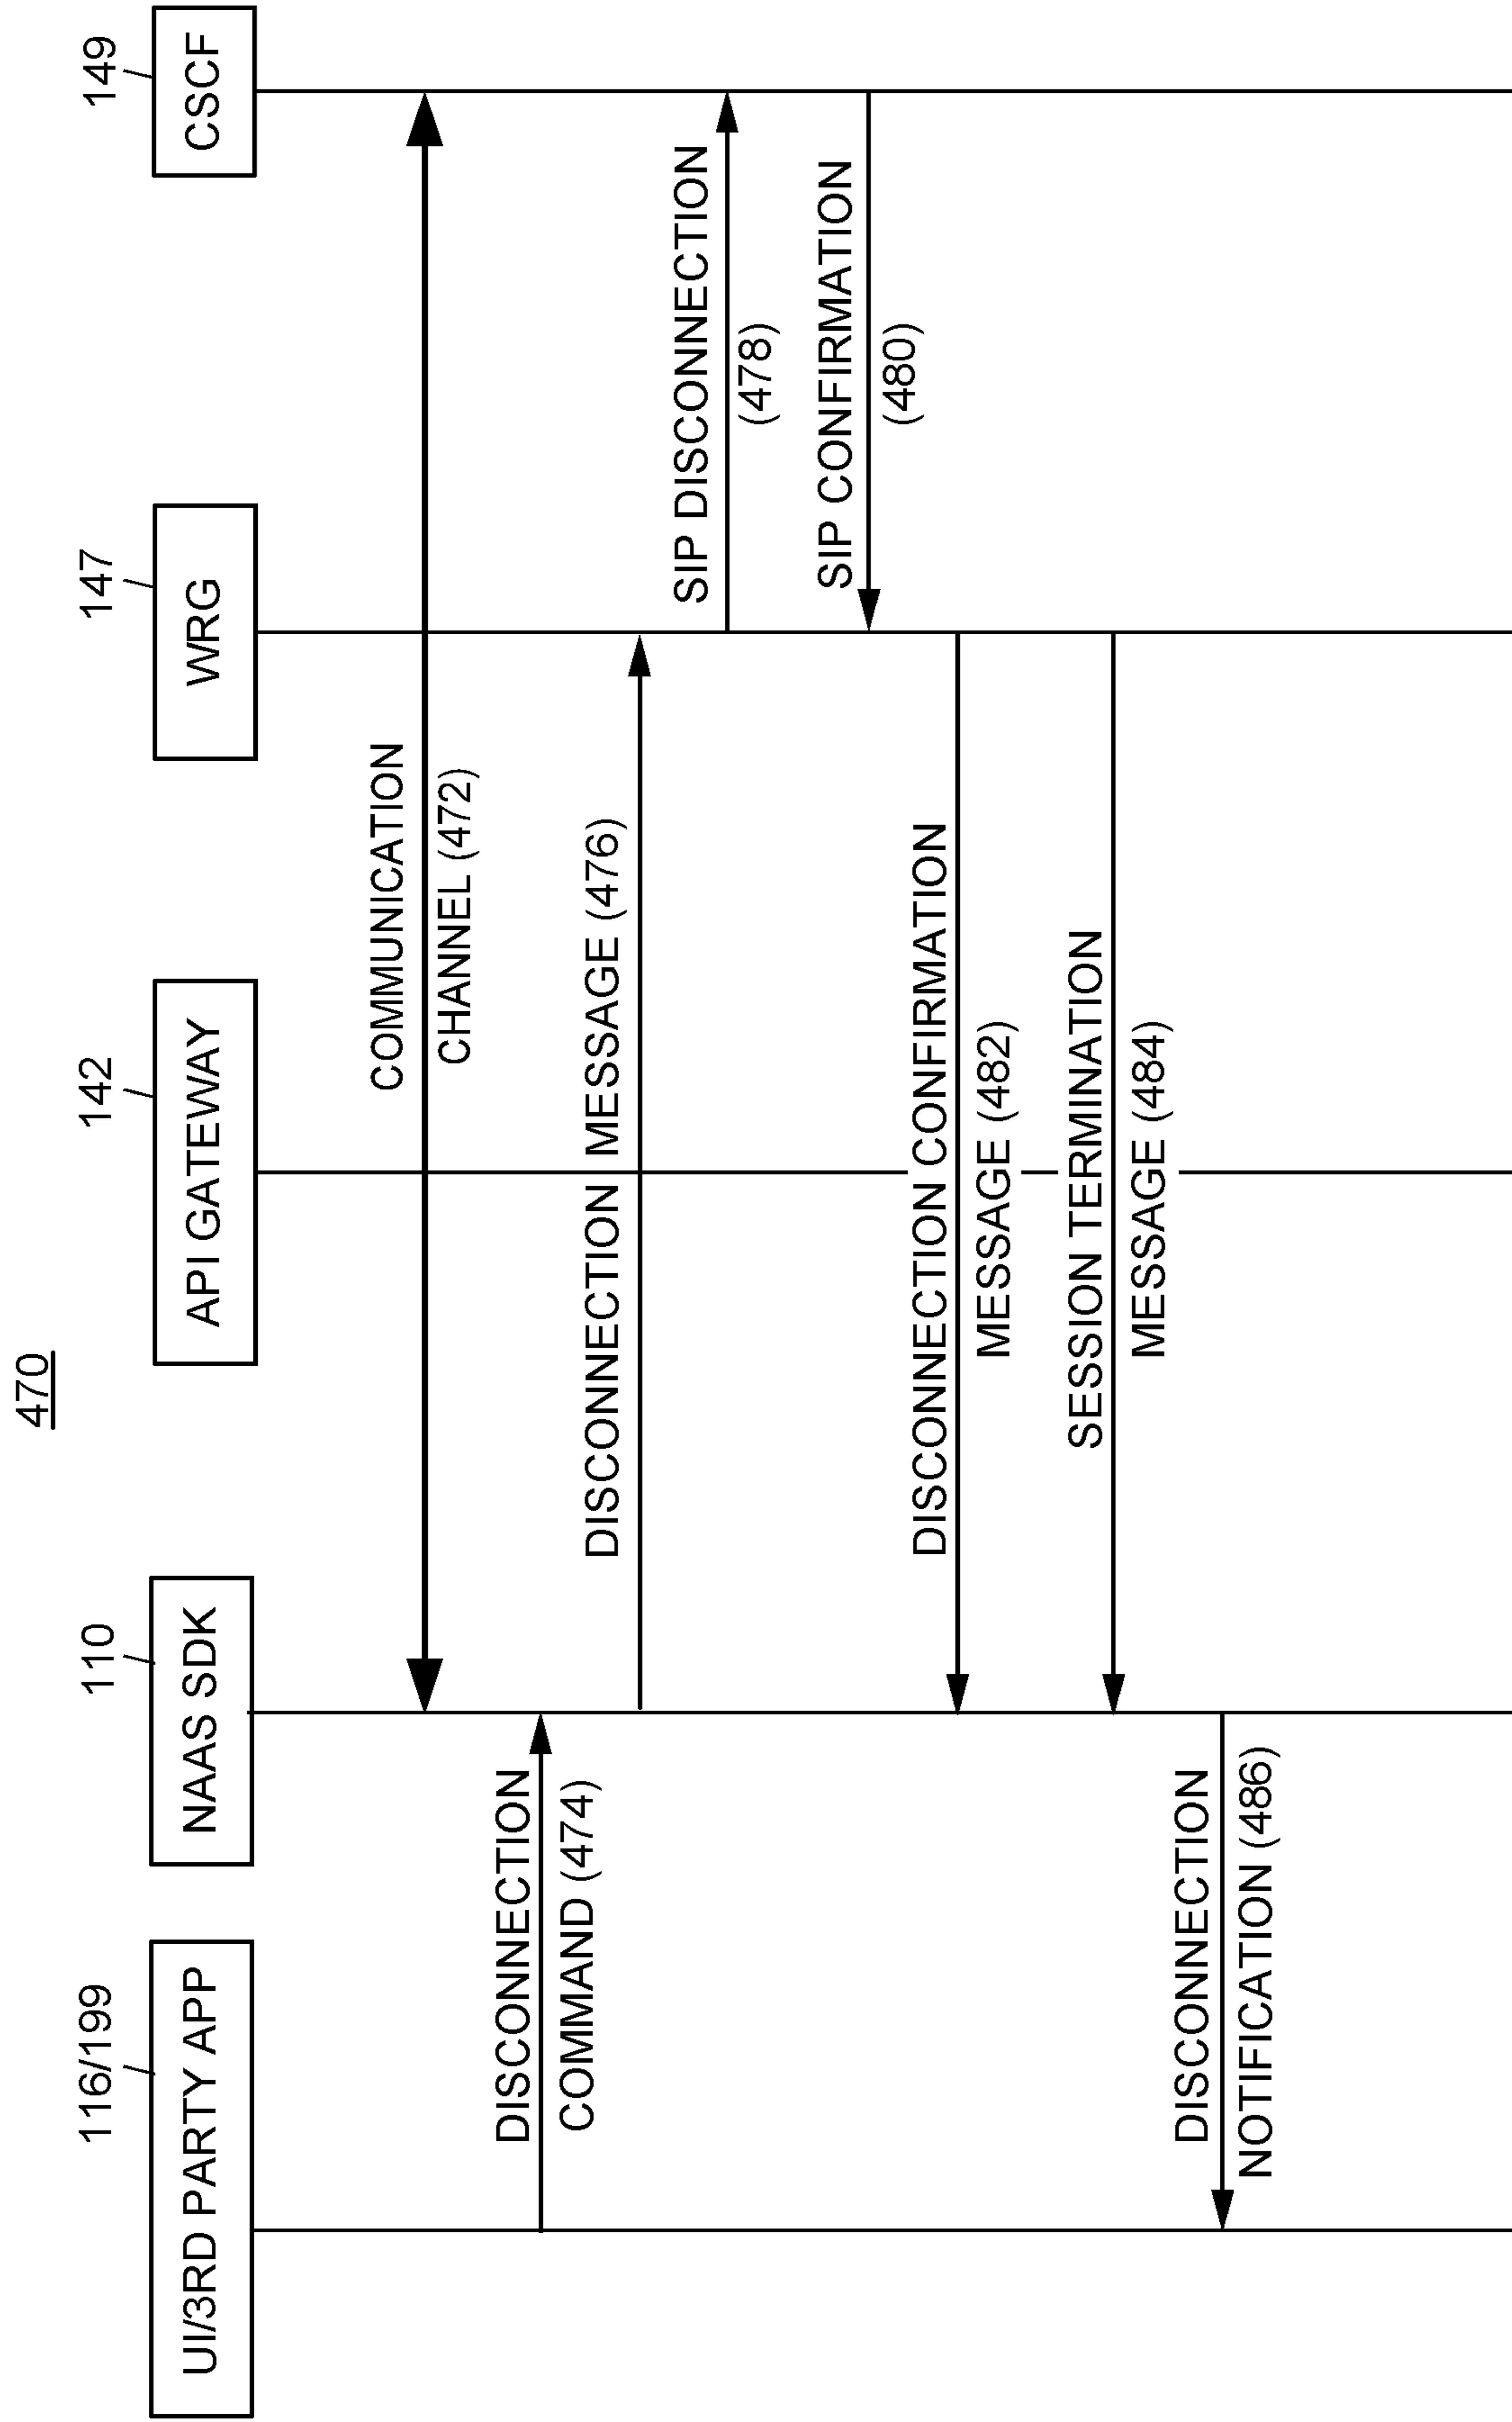 470
116/199
110
142
147
149
UI/3RD PARTY APP
NAAS SDK
API GATEWAY
WRG
CSCF
COMMUNICATION
CHANNEL (472)
DISCONNECTION
COMMAND (474)
DISCONNECTION MESSAGE (476)
SIP DISCONNECTION
(478)
SIP CONFIRMATION
(480)
DISCONNECTION CONFIRMATION
MESSAGE (482)
SESSION TERMINATION
MESSAGE (484)
DISCONNECTION
NOTIFICATION (486)